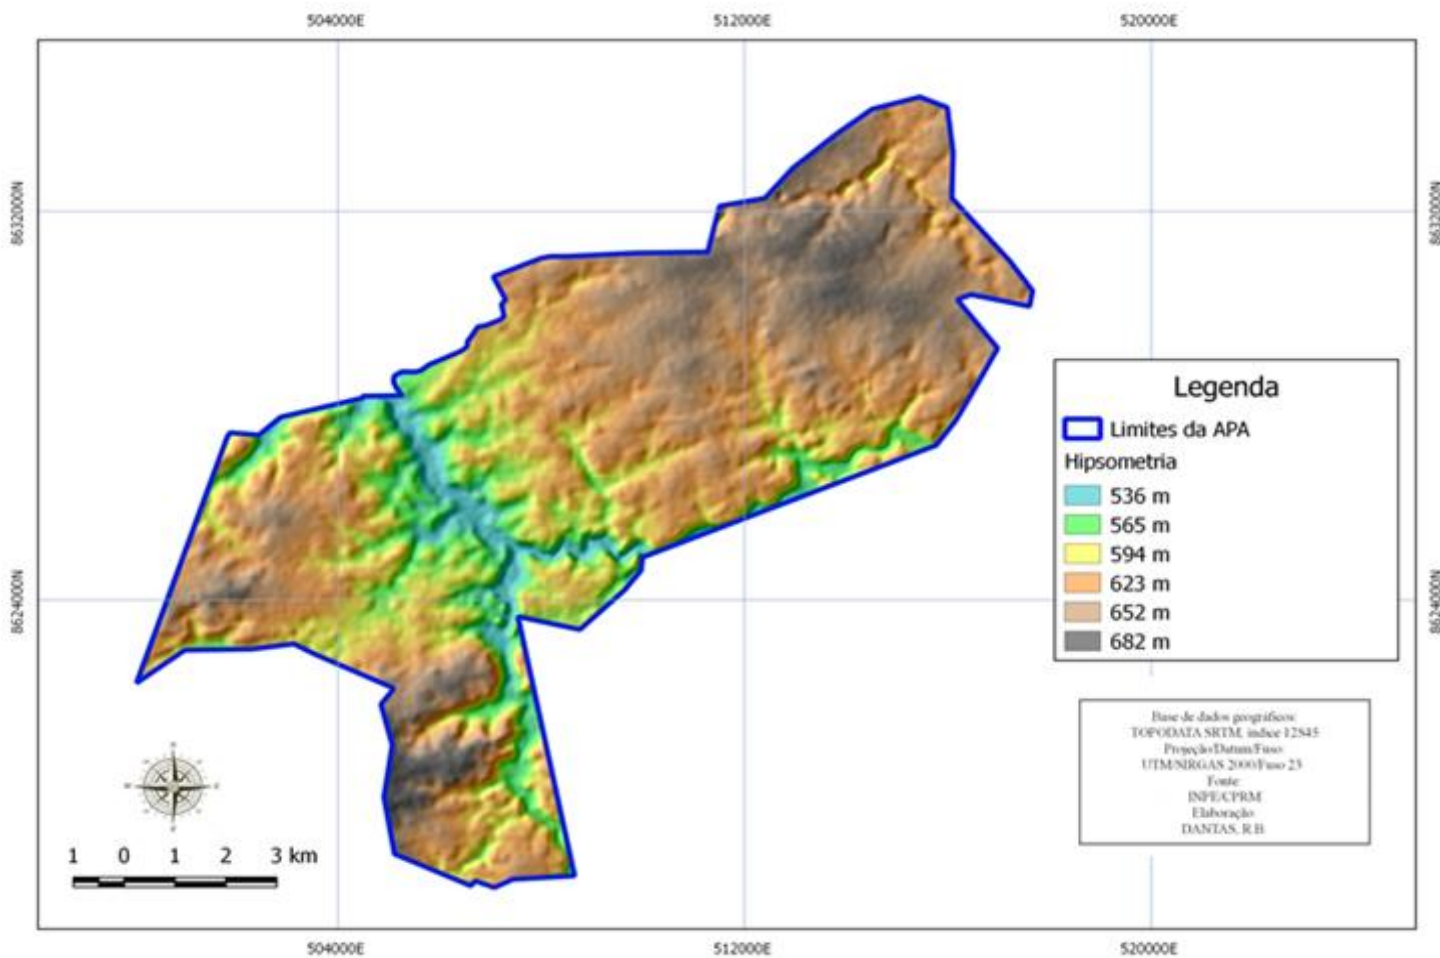 504000E 512000E 520000E
8632000N 8632000N
8624000N 8624000N
Legenda
Limites da APA
Hipsometria
536 m
565 m
594 m
623 m
652 m
682 m
Base de dados geográficos:
TOPODATA SRTM, indice 12S45
Projeção/Datum/Fuso:
UTM/SIRGAS 2000/Fuso 23
Fonte:
INPE/CPRM
Elaboração:
DANTAS, R.B.
1 0 1 2 3 km
504000E 512000E 520000E